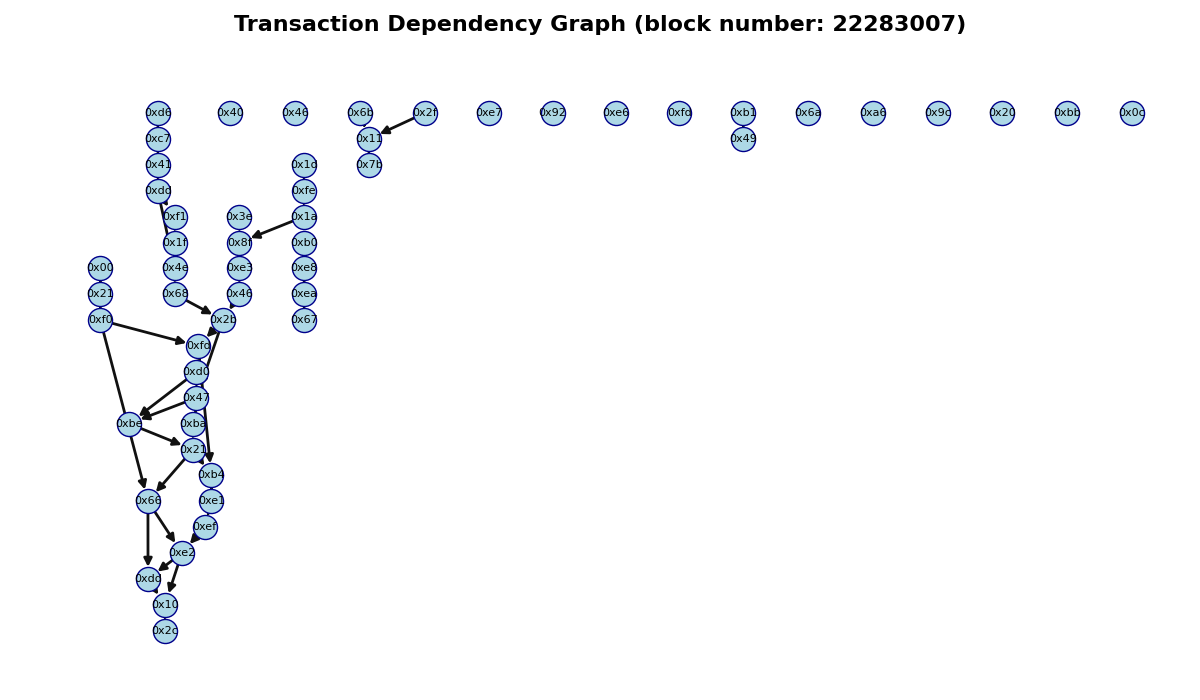 Transaction Dependency Graph (block number: 22283007)
0xd6 0x40 0x46 0x6b 0x2f 0xe7 0x92 0xe6 0xfd 0xb1 0x6a 0xa6 0x9c 0x20 0xbb 0x0c
0xc7 0x11 0x49
0x41 0x1d 0x7b
0xdd 0xfe
0xf1 0x3e 0x1a
0x1f 0x8f 0xb0
0x00 0x4e 0xe3 0xe8
0x21 0x68 0x46 0xea
0xf0 0x2b 0x67
0xfd
0xd0
0x47
0xbe 0xba
0x21
0xb4
0x66 0xe1
0xef
0xe2
0xdd
0x10
0x2c